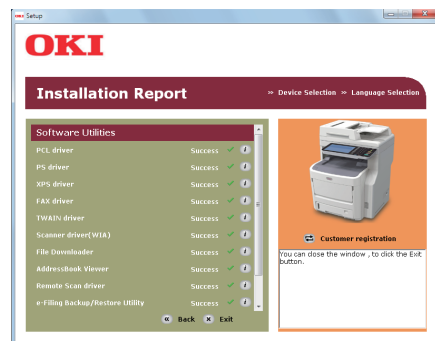 OKI Setup
OKI
Installation Report
» Device Selection » Language Selection
Software Utilities
PCL driver Success i
PS driver Success i
XPS driver Success i
FAX driver Success i
TWAIN driver Success i
Scanner driver(WIA) Success i
File Downloader Success i
AddressBook Viewer Success i
Remote Scan driver Success i
e-Filing Backup/Restore Utility Success i
« Back × Exit
Customer registration
You can close the window , to click the Exit
button.